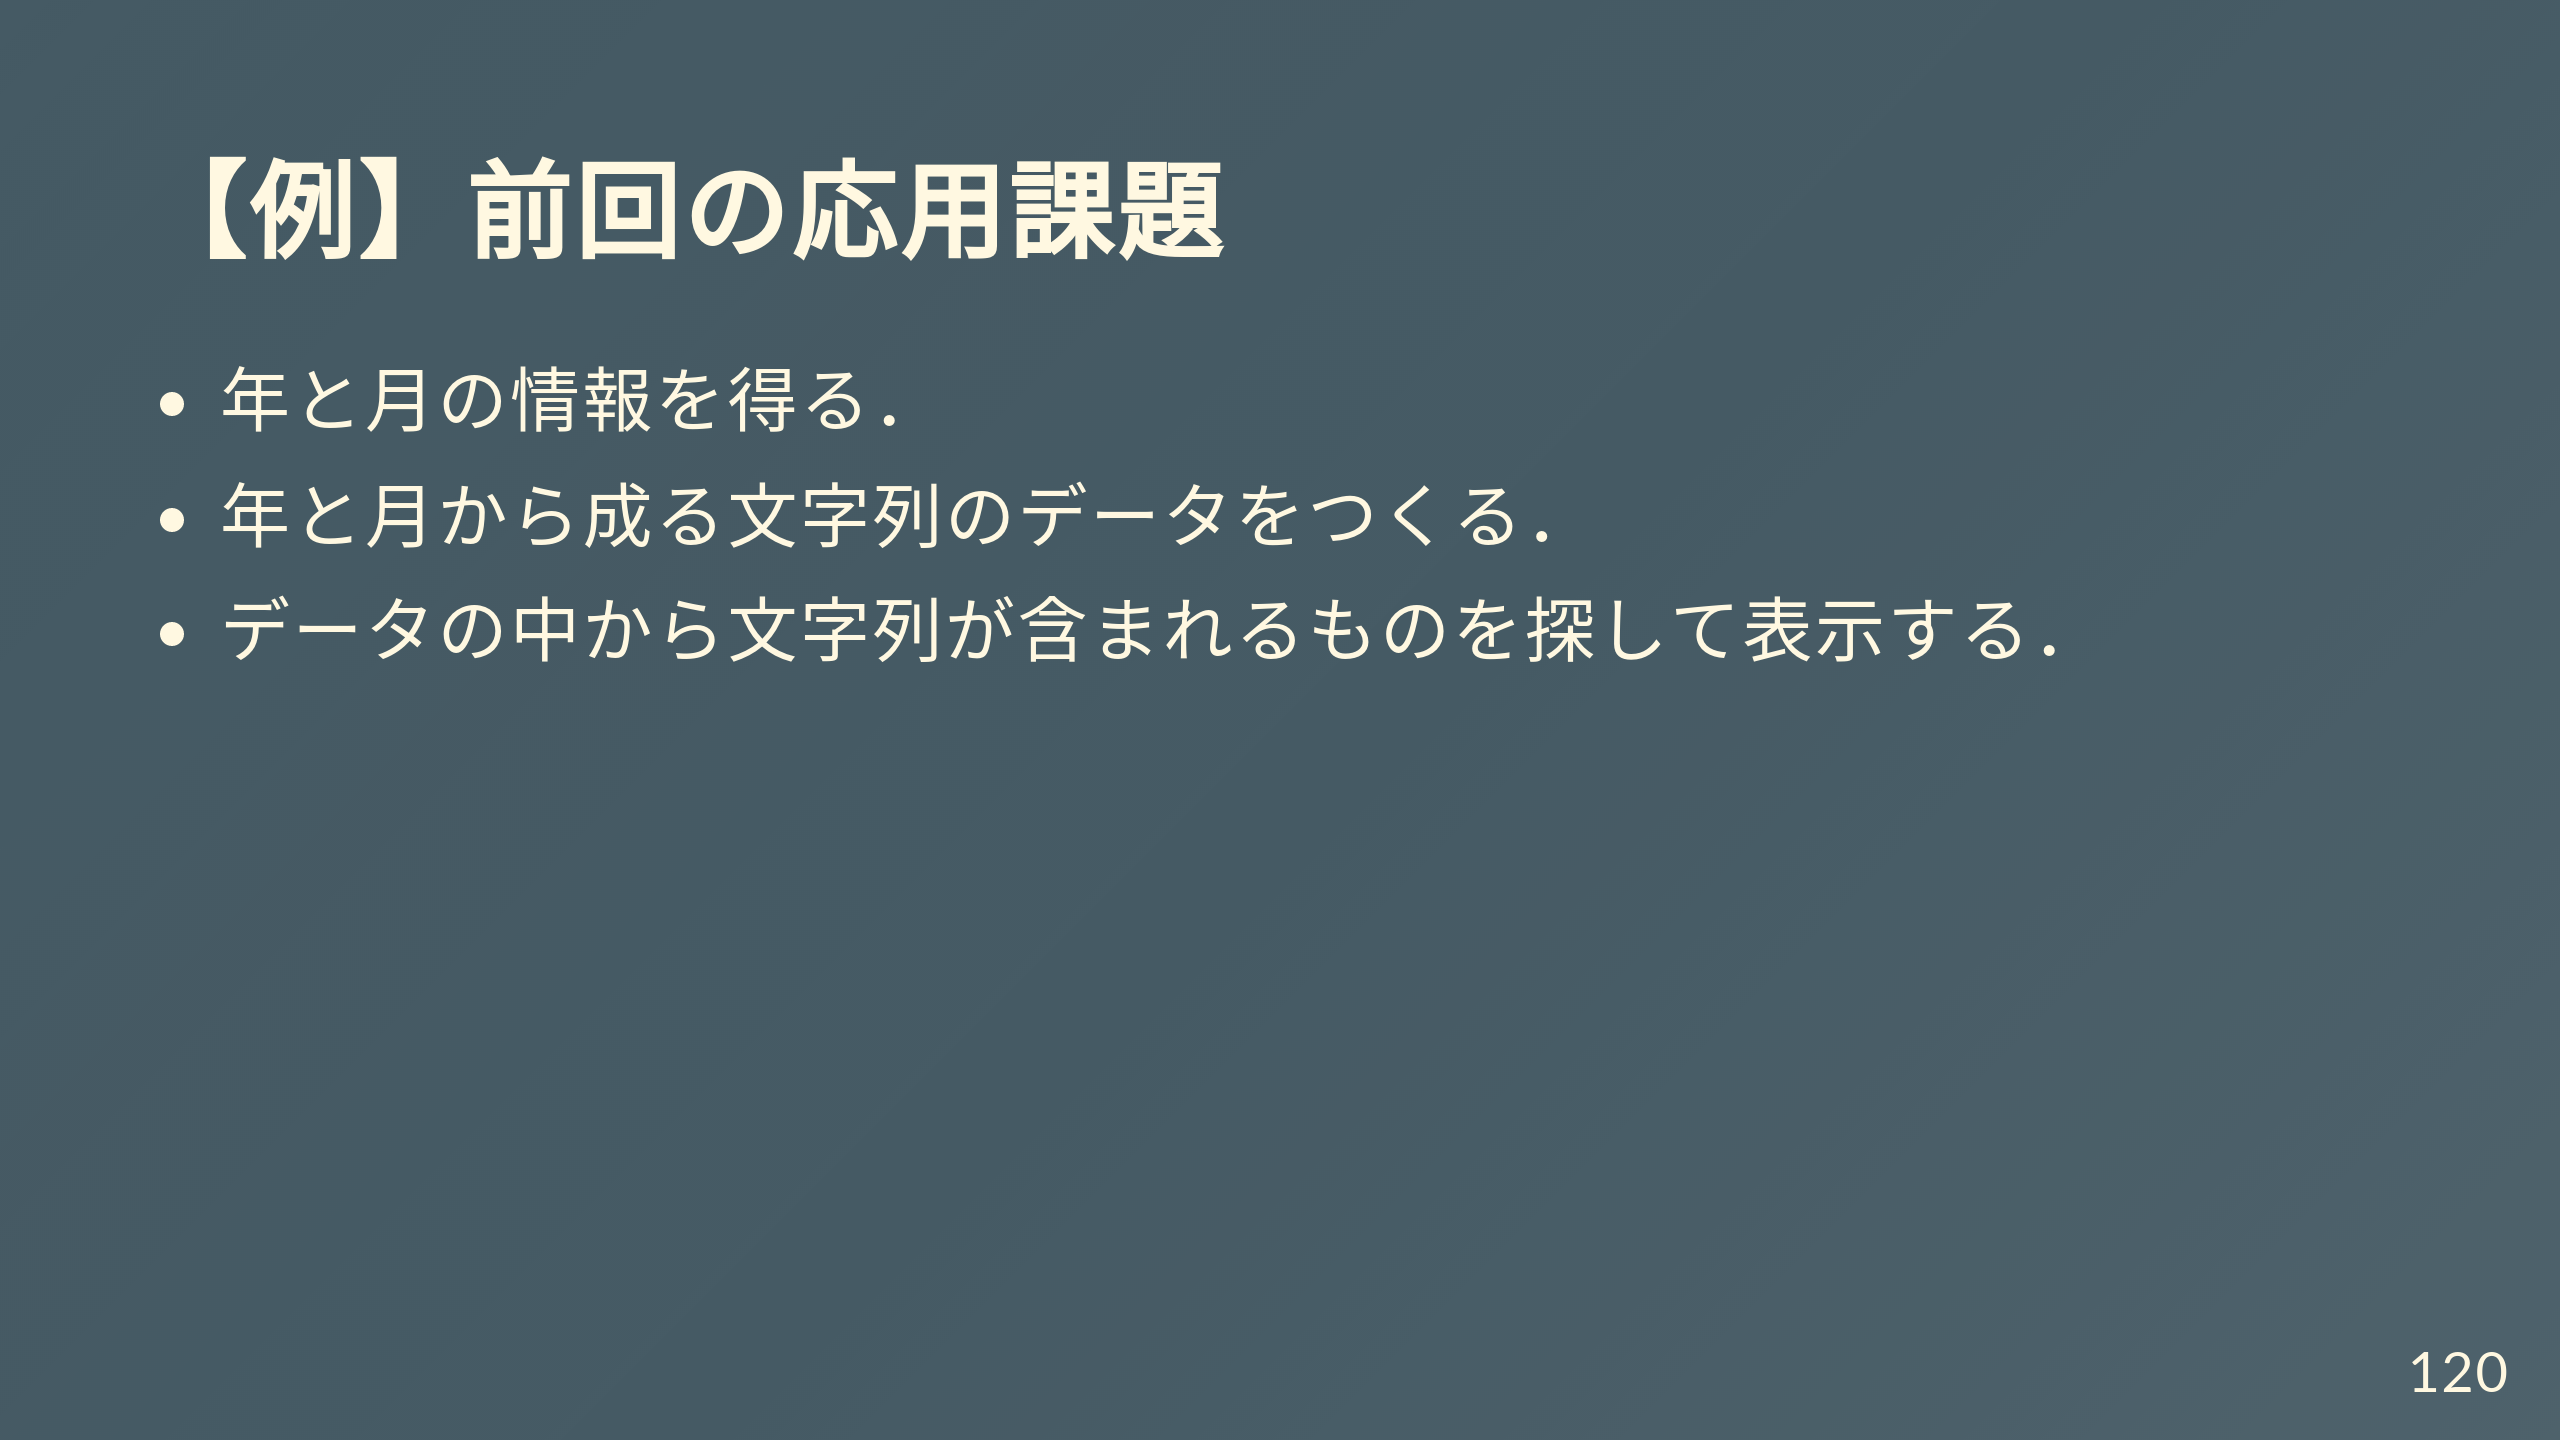 【例】前回の応用課題
• 年と月の情報を得る．
• 年と月から成る文字列のデータをつくる．
• データの中から文字列が含まれるものを探して表示する．
120